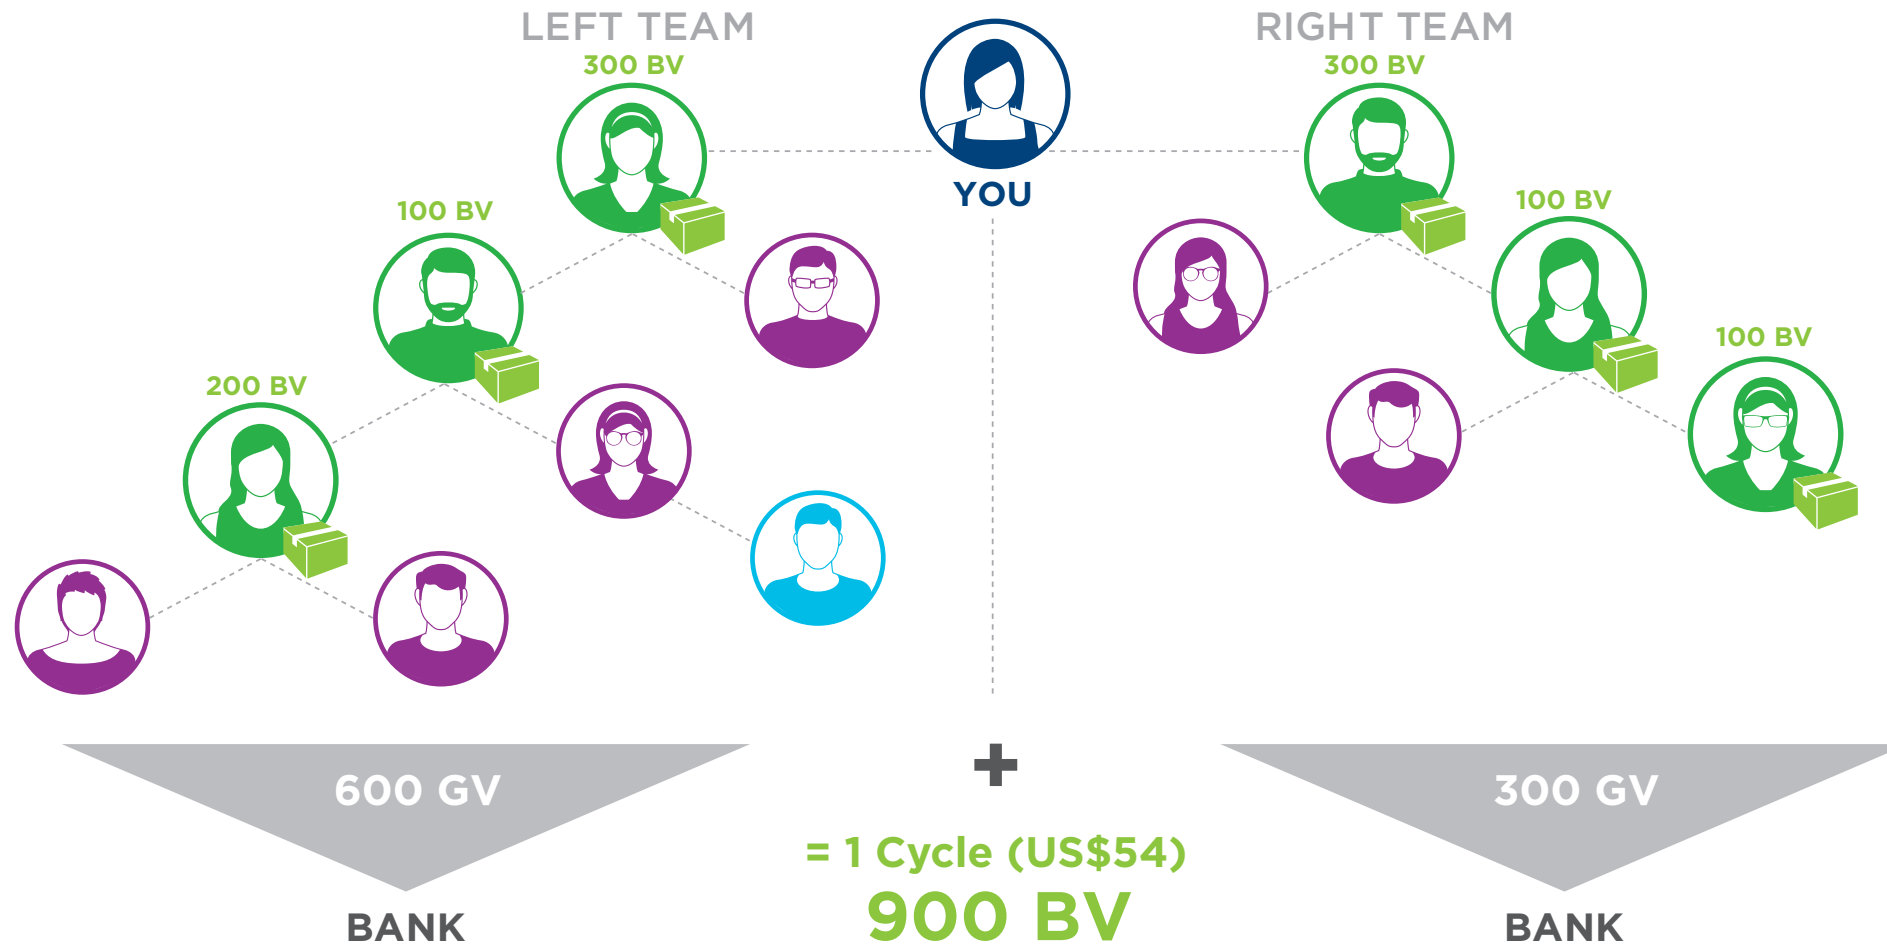 LEFT TEAM
300 BV
RIGHT TEAM
300 BV
YOU
100 BV
100 BV
100 BV
200 BV
600 GV
+
300 GV
= 1 Cycle (US$54)
900 BV
BANK
BANK